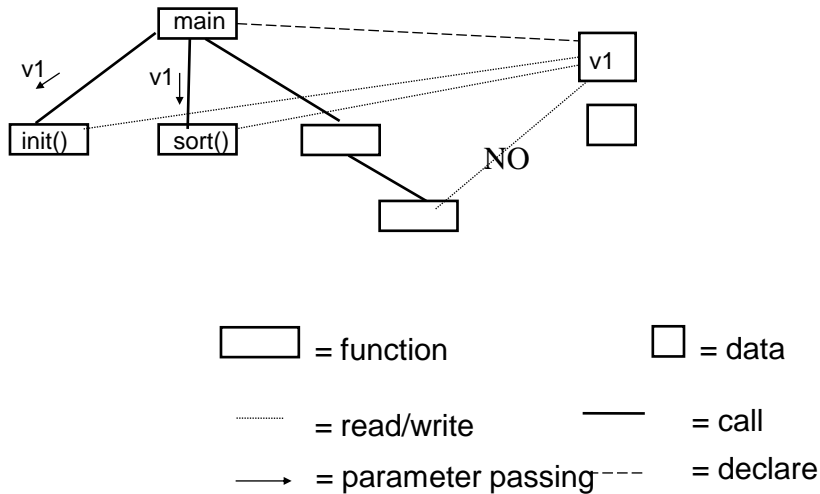 main
v1
v1
v1
init()
sort()
NO
= function
= data
= read/write
= call
= parameter passing
= declare